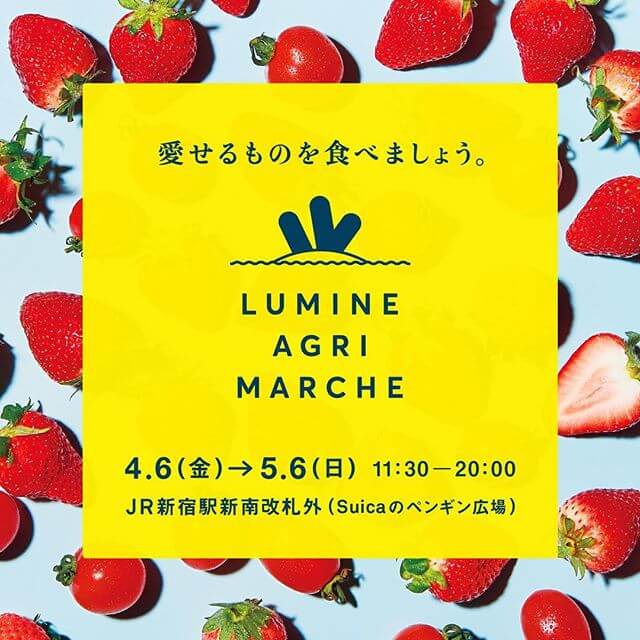 愛せるものを食べましょう。
LUMINE
AGRI
MARCHE
4.6(金)→5.6(日) 11:30—20:00
JR新宿駅新南改札外(Suicaのペンギン広場)